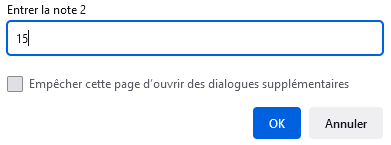 Entrer la note 2
15
Empêcher cette page d'ouvrir des dialogues supplémentaires
OK
Annuler